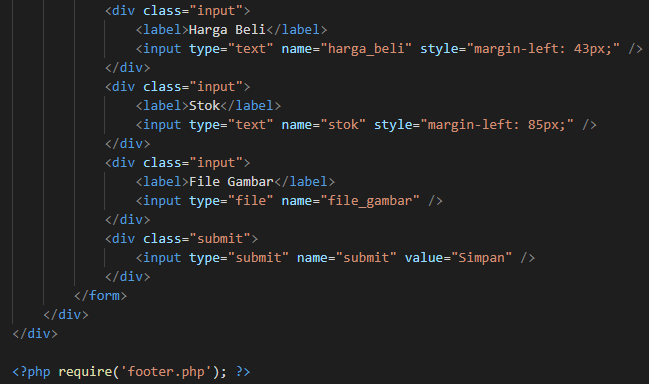 <div class="input">
<label>Harga Beli</label>
<input type="text" name="harga_beli" style="margin-left: 43px;" />
</div>
<div class="input">
<label>Stok</label>
<input type="text" name="stok" style="margin-left: 85px;" />
</div>
<div class="input">
<label>File Gambar</label>
<input type="file" name="file_gambar" />
</div>
<div class="submit">
<input type="submit" name="submit" value="Simpan" />
</div>
</form>
</div>
</div>
<?php require('footer.php'); ?>